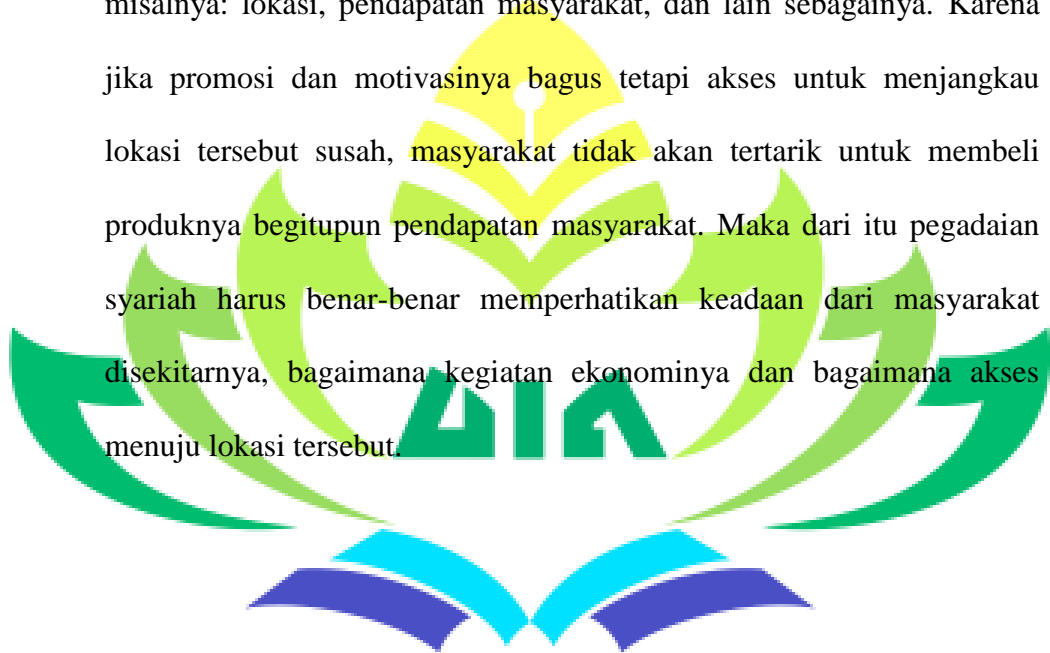 misalnya: lokasi, pendapatan masyarakat, dan lain sebagainya. Karena
jika promosi dan motivasinya bagus tetapi akses untuk menjangkau
lokasi tersebut susah, masyarakat tidak akan tertarik untuk membeli
produknya begitupun pendapatan masyarakat. Maka dari itu pegadaian
syariah harus benar-benar memperhatikan keadaan dari masyarakat
disekitarnya, bagaimana kegiatan ekonominya dan bagaimana akses
menuju lokasi tersebut.